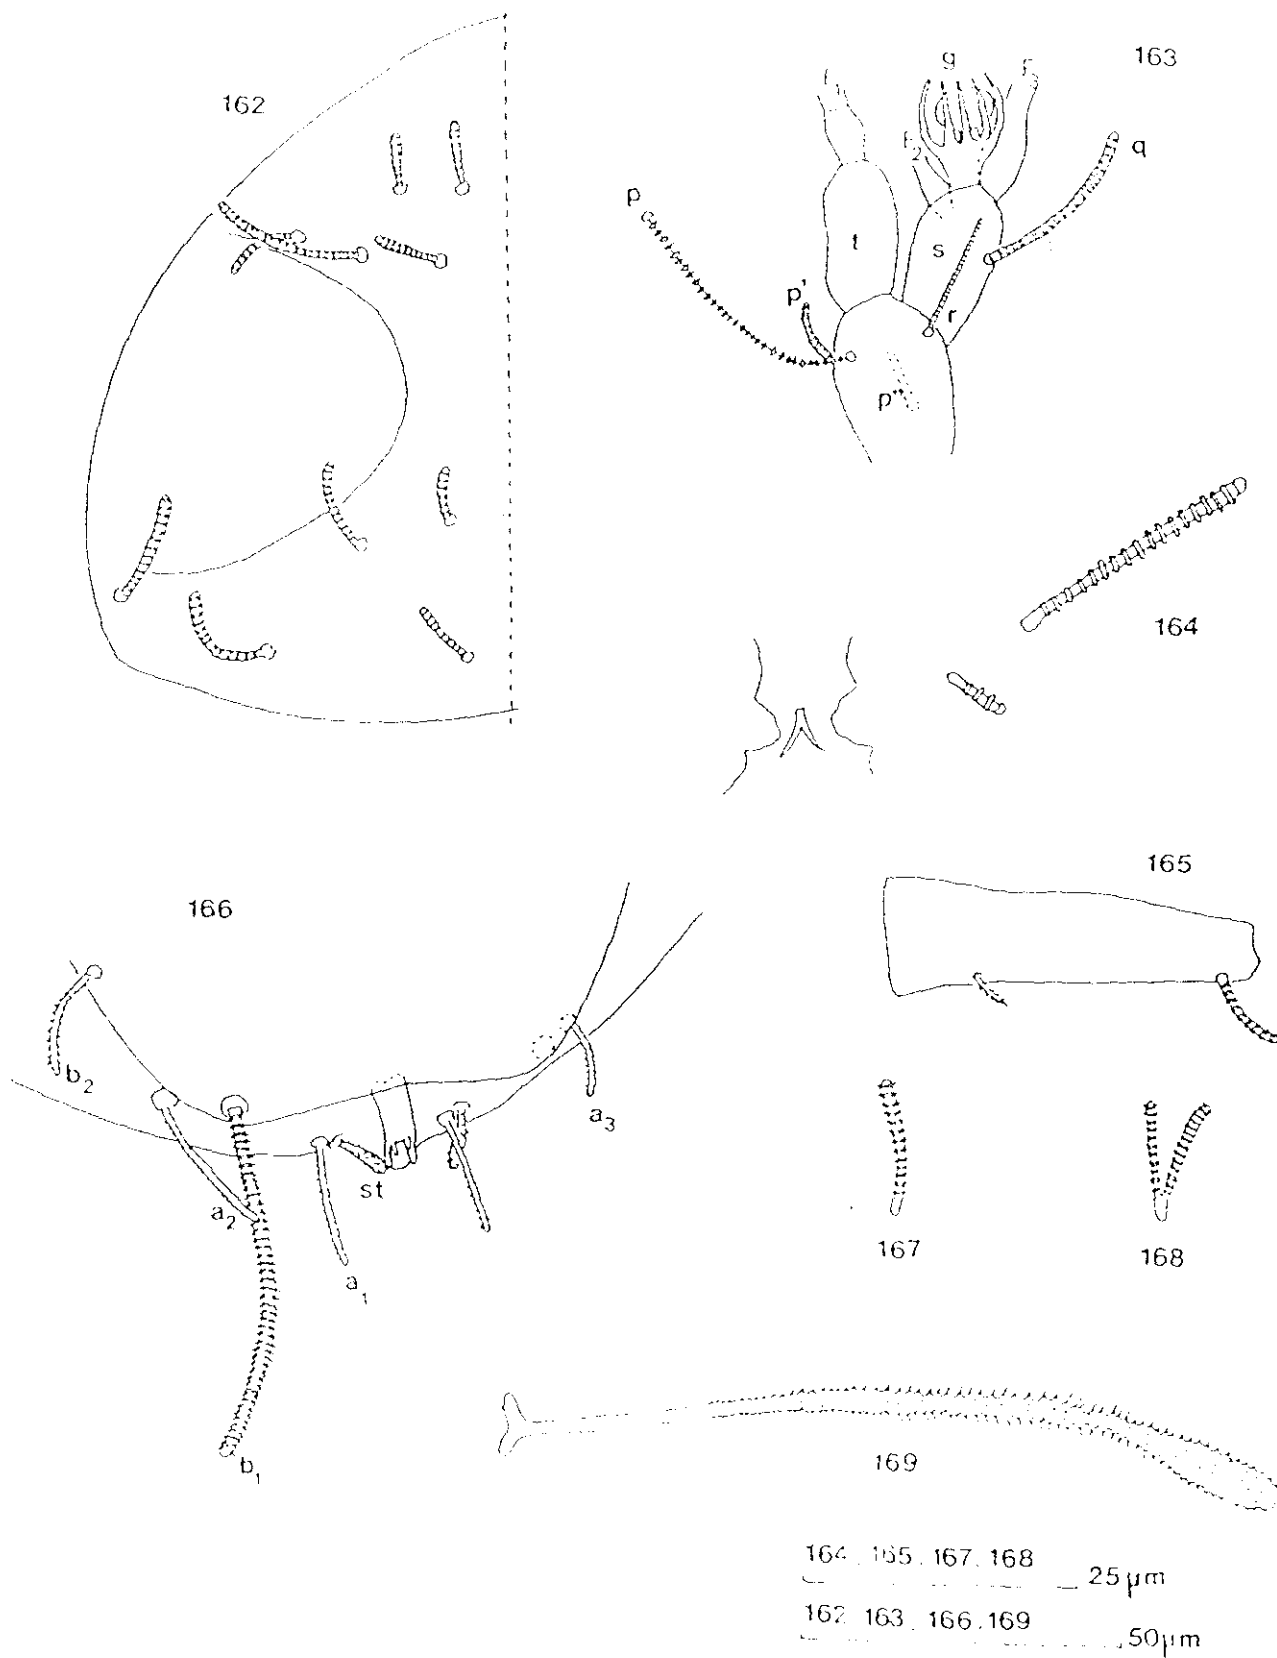 162
163
g
F₂
q
p
t
s
p'
r
p"
164
165
166
b₂
a₃
a₂
st
a₁
167
168
b₁
169
164. 165. 167. 168
25 µm
162 163 . 166 . 169
50 µm